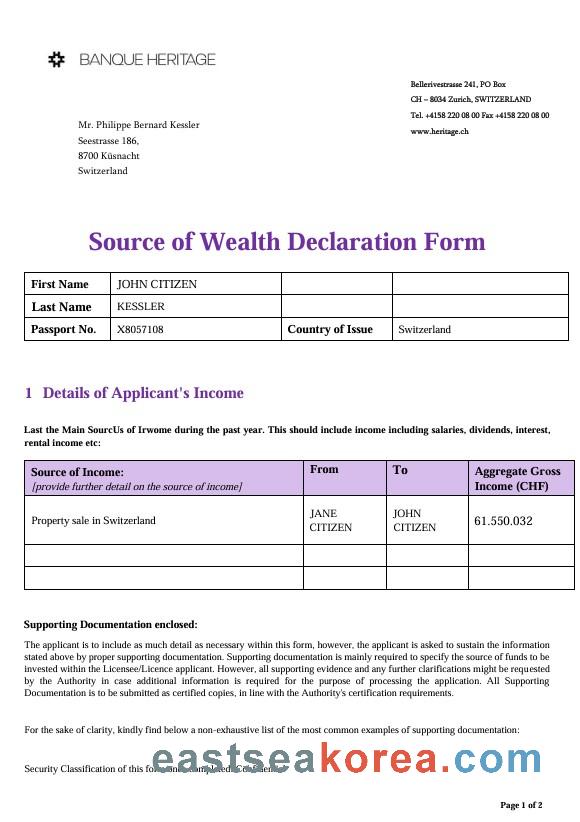 BANQUE HERITAGE
Bellerivestrasse 241, PO Box
CH – 8034 Zurich, SWITZERLAND
Tel. +4158 220 08 00 Fax +4158 220 08 00
www.heritage.ch
Mr. Philippe Bernard Kessler
Seestrasse 186,
8700 Küsnacht
Switzerland
Source of Wealth Declaration Form
First Name JOHN CITIZEN
Last Name KESSLER
Passport No. X8057108 Country of Issue Switzerland
1 Details of Applicant's Income
Last the Main SourcUs of Irwome during the past year. This should include income including salaries, dividends, interest,
rental income etc:
Source of Income: From To Aggregate Gross
[provide further detail on the source of income] Income (CHF)
Property sale in Switzerland JANE CITIZEN JOHN CITIZEN 61.550.032
Supporting Documentation enclosed:
The applicant is to include as much detail as necessary within this form, however, the applicant is asked to sustain the information
stated above by proper supporting documentation. Supporting documentation is mainly required to specify the source of funds to be
invested within the Licensee/Licence applicant. However, all supporting evidence and any further clarifications might be requested
by the Authority in case additional information is required for the purpose of processing the application. All Supporting
Documentation is to be submitted as certified copies, in line with the Authority's certification requirements.
For the sake of clarity, kindly find below a non-exhaustive list of the most common examples of supporting documentation:
eastseakorea.com
Security Classification of this
Page 1 of 2